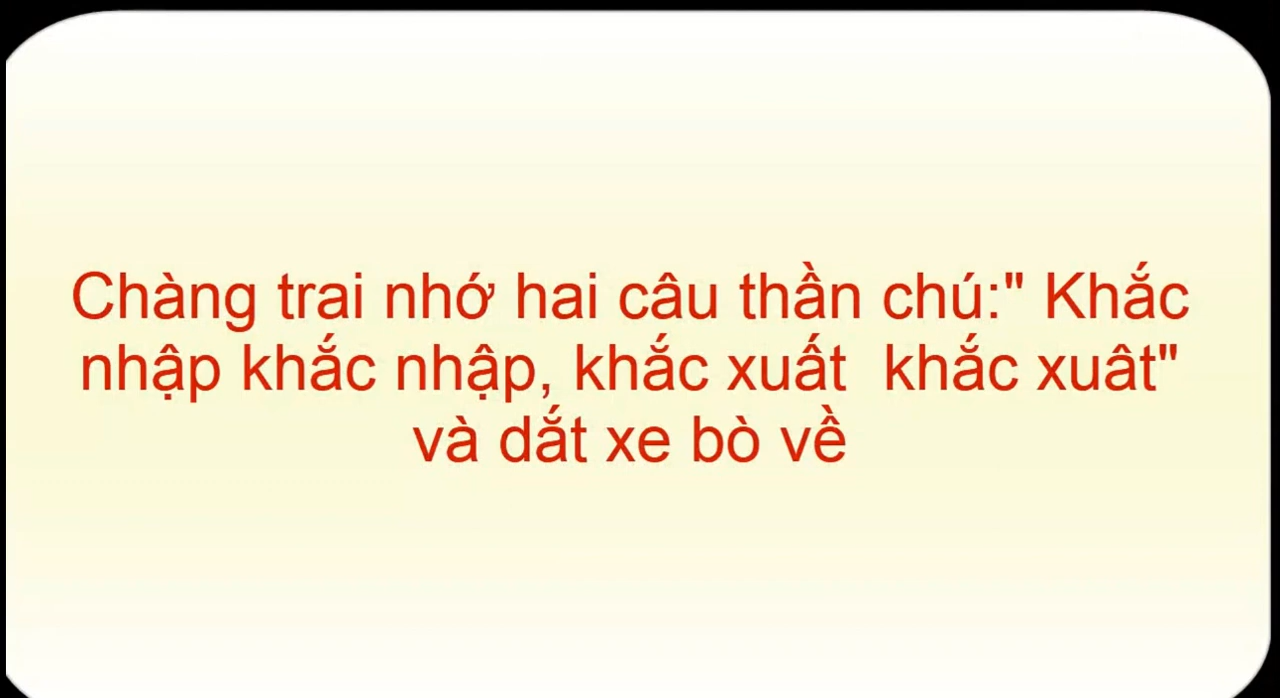 Chàng trai nhớ hai câu thần chú:" Khắc
nhập khắc nhập, khắc xuất  khắc xuât"
và dắt xe bò về